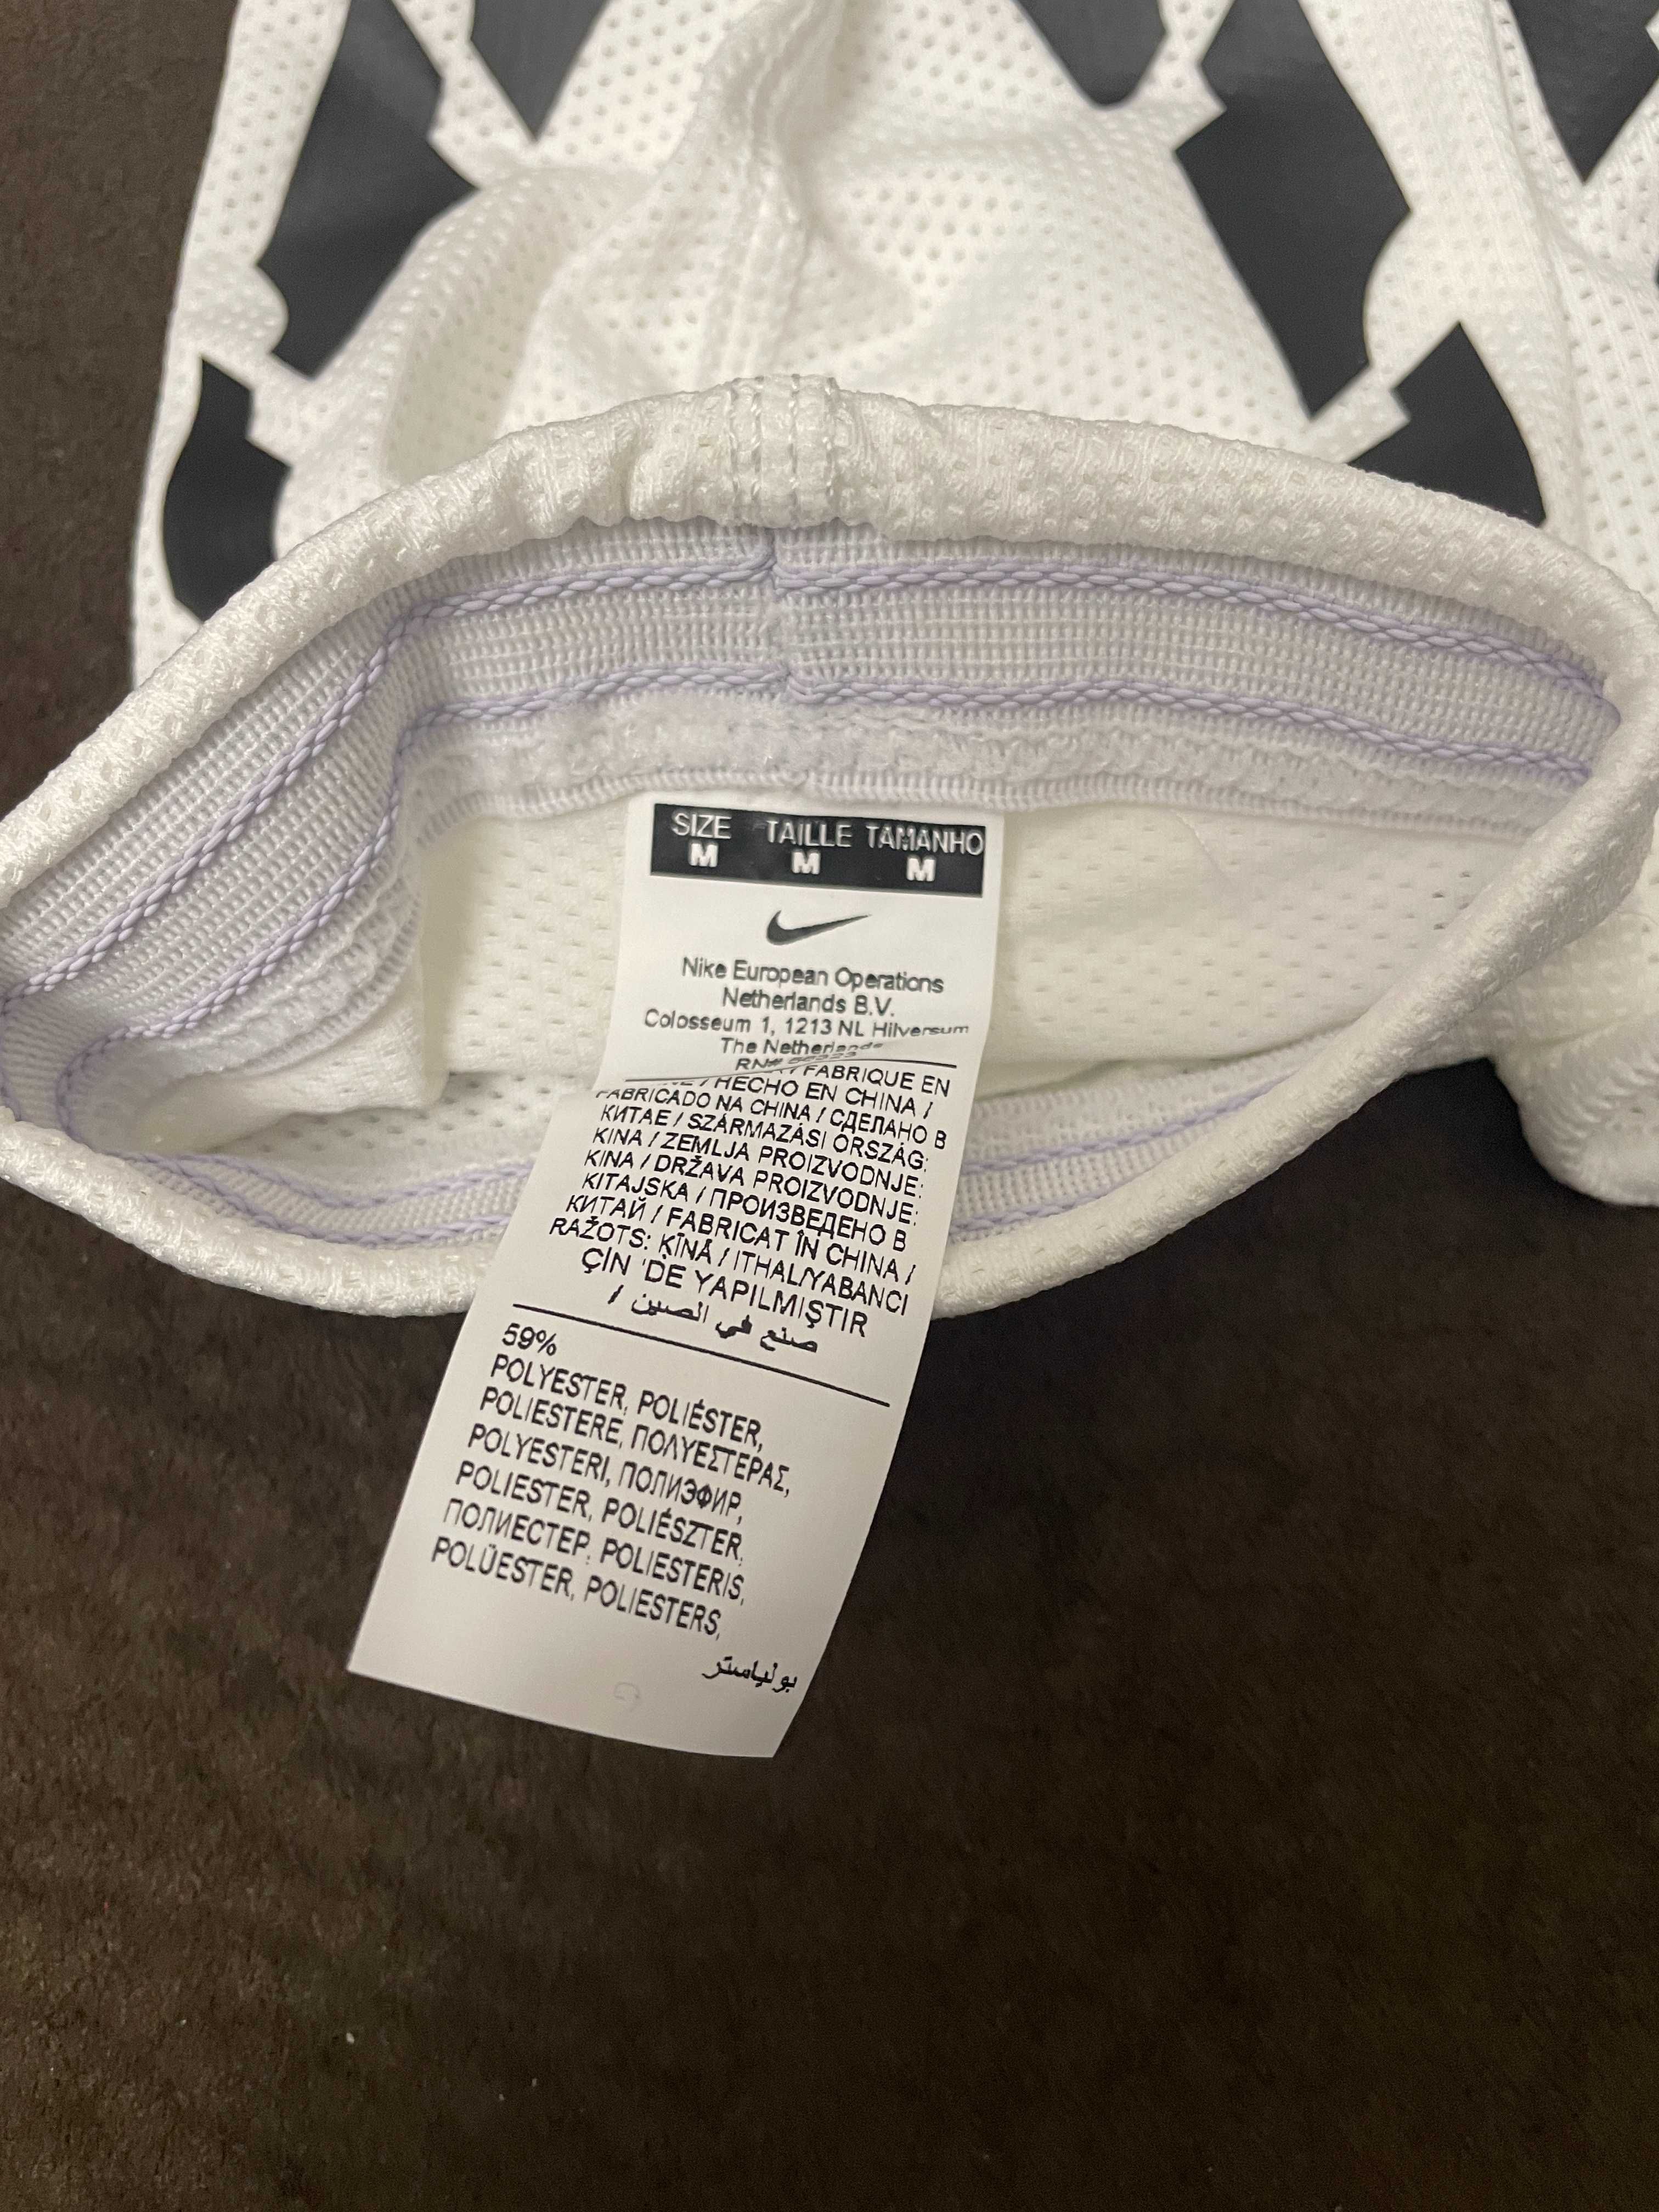 SIZE TAILLE TAMANHO
M M M
Nike European Operations
Netherlands B.V.
Colosseum 1, 1213 NL Hilversum
The Netherlands
RN#
/ FABRIQUE EN
/ HECHO EN CHINA /
FABRICADO NA CHINA / СДЕЛАНО В
КИТАЕ / SZÁRMAZÁSI ORSZÁG:
KÍNA / ZEMLJA PROIZVODNJE:
KINA / DRŽAVA PROIZVODNJE:
KITAJSKA / ПРОИЗВЕДЕНО В
КИТАЙ / FABRICAT ÎN CHINA /
RAŽOTS: ĶĪNĀ / ITHAL/YABANCI
ÇIN 'DE YAPILMIŞTIR
صنع في الصين /
59%
POLYESTER, POLIÉSTER,
POLIESTERE, ΠΟΛΥΕΣΤΕΡΑΣ,
POLYESTERI, ПОЛИЭФИР,
POLIESTER, POLIÉSZTER,
ПОЛИЕСТЕР, POLIESTERIS,
POLÜESTER, POLIESTERS,
بولياستر